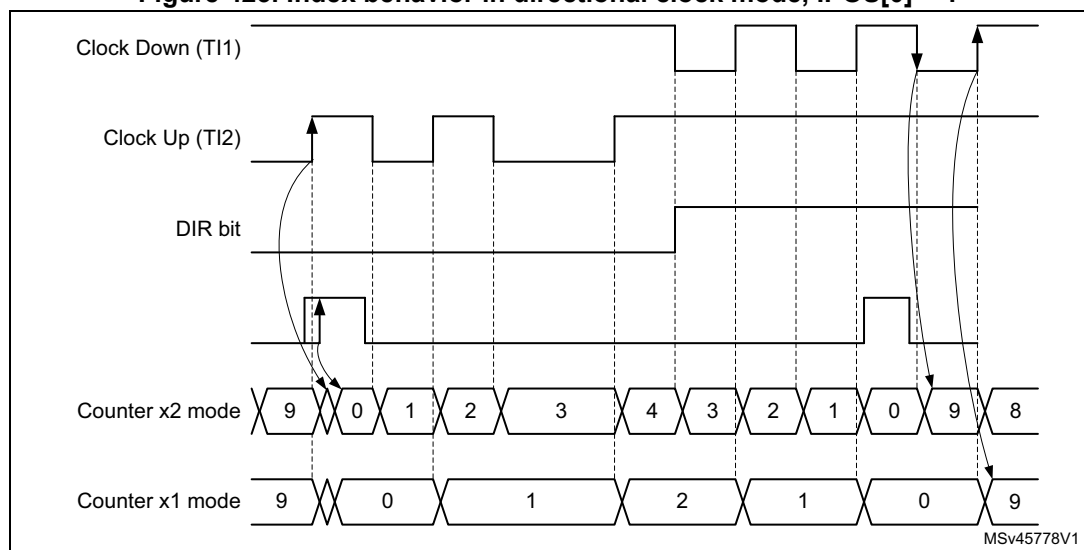 Clock Down (TI1)
Clock Up (TI2)
DIR bit
Counter x2 mode 9 0 1 2 3 4 3 2 1 0 9 8
Counter x1 mode 9 0 1 2 1 0 9
MSv45778V1